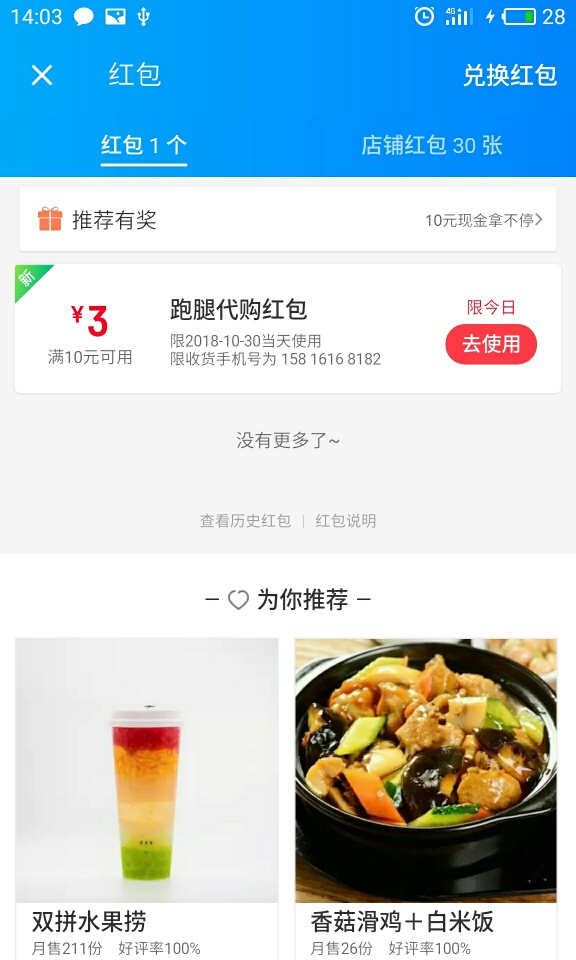 14:03 4G 28
红包 兑换红包
红包 1 个 店铺红包 30 张
推荐有奖 10元现金拿不停
新
¥3 跑腿代购红包 限今日
满10元可用 限2018-10-30当天使用 去使用
限收货手机号为 158 1616 8182
没有更多了~
查看历史红包 | 红包说明
为你推荐
双拼水果捞 香菇滑鸡+白米饭
月售211份 好评率100% 月售26份 好评率100%